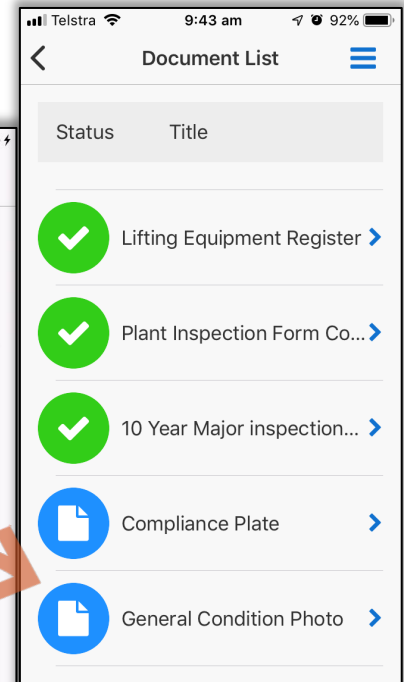 Telstra 9:43 am 92%
Document List
Status Title
Lifting Equipment Register
Plant Inspection Form Co...
10 Year Major inspection...
Compliance Plate
General Condition Photo